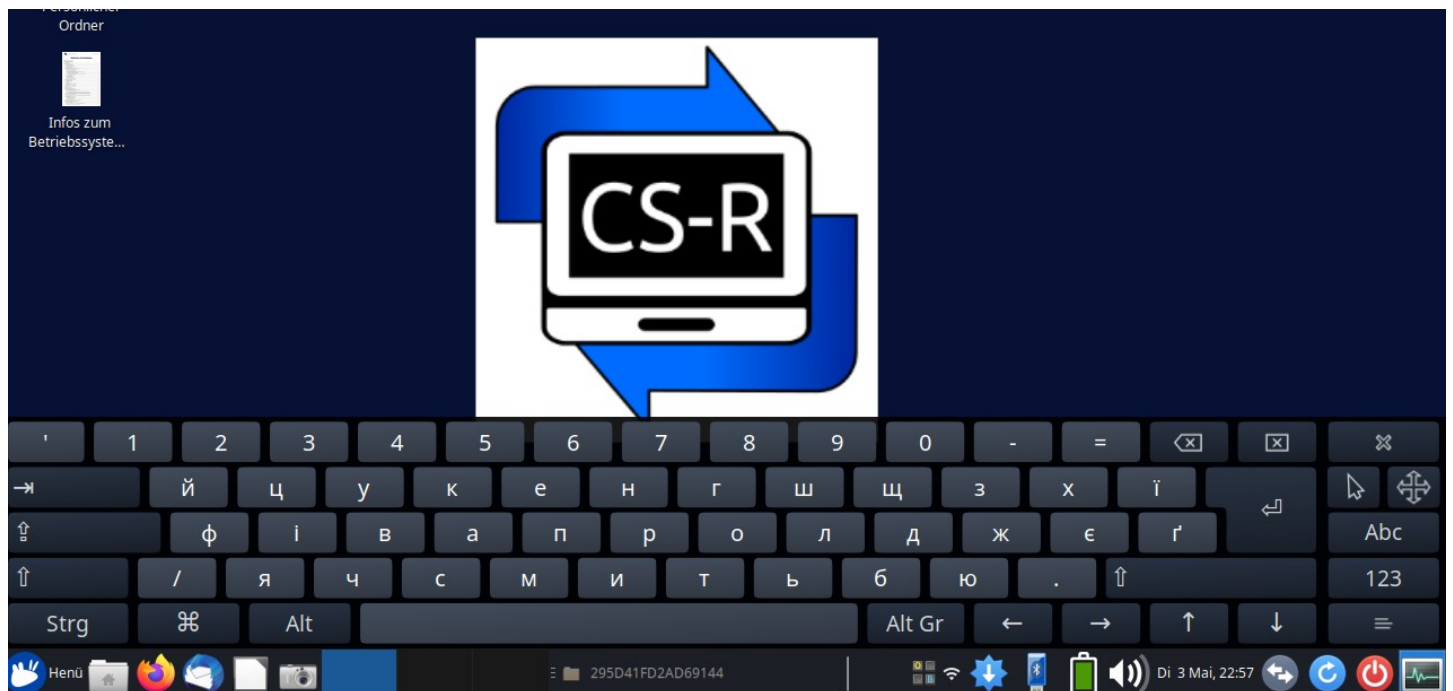 Persönlicher
Ordner
Infos zum
Betriebssyste...
CS-R
' 1 2 3 4 5 6 7 8 9 0 - =
й ц у к е н г ш щ з х ї
ф і в а п р о л д ж є ґ Abc
/ я ч с м и т ь б ю . 123
Strg ⌘ Alt Alt Gr ← → ↑ ↓
Menü 295D41FD2AD69144 Di 3 Mai, 22:57